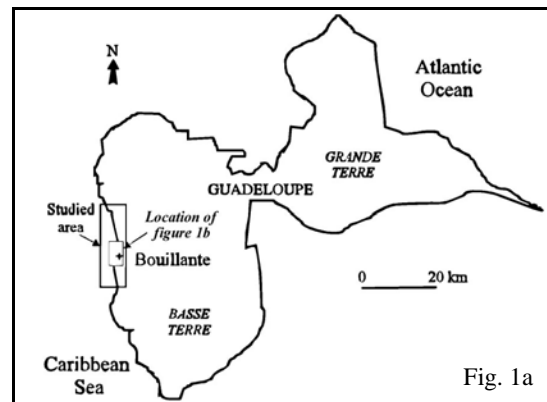 N
Atlantic
Ocean
GRANDE
TERRE
GUADELOUPE
Studied
area
Location of
figure 1b
Bouillante
0 20 km
BASSE
TERRE
Caribbean
Sea
Fig. 1a